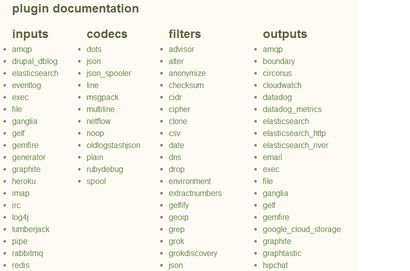 plugin documentation
inputs
amqp
drupal_dblog
elasticsearch
eventlog
exec
file
ganglia
gelf
gemfire
generator
graphite
heroku
imap
irc
log4j
lumberjack
pipe
rabbitmq
redis
codecs
dots
json
json_spooler
line
msgpack
multiline
netflow
noop
oldlogstashjson
plain
rubydebug
spool
filters
advisor
alter
anonymize
checksum
cidr
cipher
clone
csv
date
dns
drop
environment
extractnumbers
gelfify
geoip
grep
grok
grokdiscovery
json
outputs
amqp
boundary
circonus
cloudwatch
datadog
datadog_metrics
elasticsearch
elasticsearch_http
elasticsearch_river
email
exec
file
ganglia
gelf
gemfire
google_cloud_storage
graphite
graphtastic
hipchat